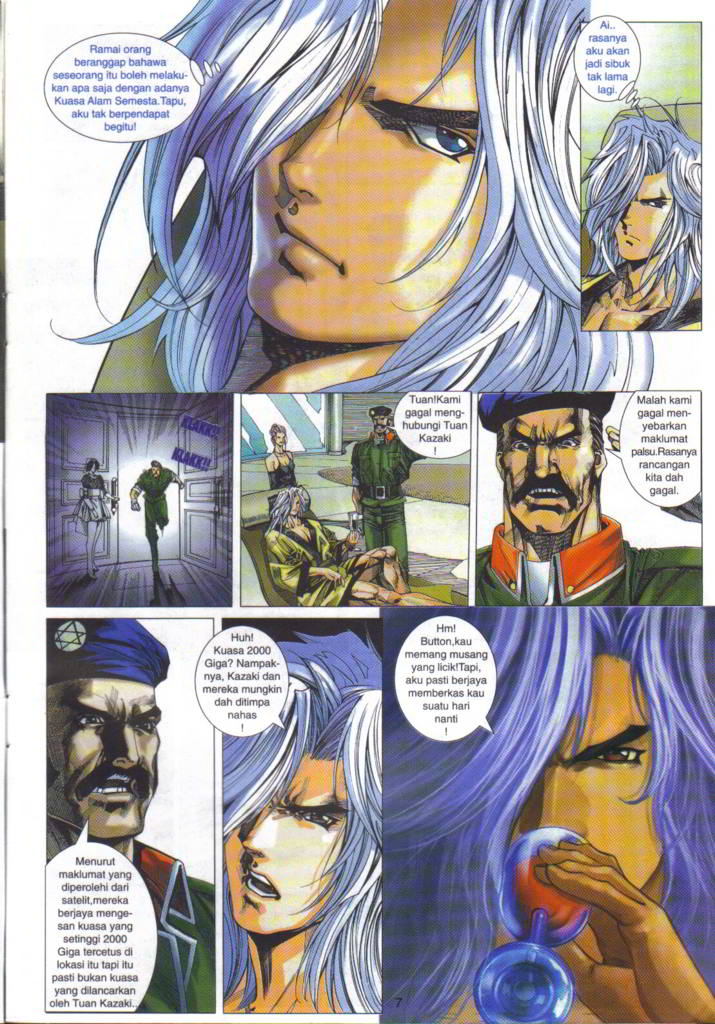 Ramai orang
beranggap bahawa
seseorang itu boleh melaku-
kan apa saja dengan adanya
Kuasa Alam Semesta.Tapu,
aku tak berpendapat
begitu!
Ai..
rasanya
aku akan
jadi sibuk
tak lama
lagi.
KLAKK!!
KLAKK!!
Tuan!Kami
gagal meng-
hubungi Tuan
Kazaki
!
Malah kami
gagal men-
yebarkan
maklumat
palsu.Rasanya
rancangan
kita dah
gagal.
Menurut
maklumat yang
diperolehi dari
satelit,mereka
berjaya menge-
san kuasa yang
setinggi 2000
Giga tercetus di
lokasi itu tapi itu
pasti bukan kuasa
yang dilancarkan
oleh Tuan Kazaki..
Huh!
Kuasa 2000
Giga? Nampak-
nya, Kazaki dan
mereka mungkin
dah ditimpa
nahas
!
Hm!
Button,kau
memang musang
yang licik!Tapi,
aku pasti berjaya
memberkas kau
suatu hari
nanti
!
7